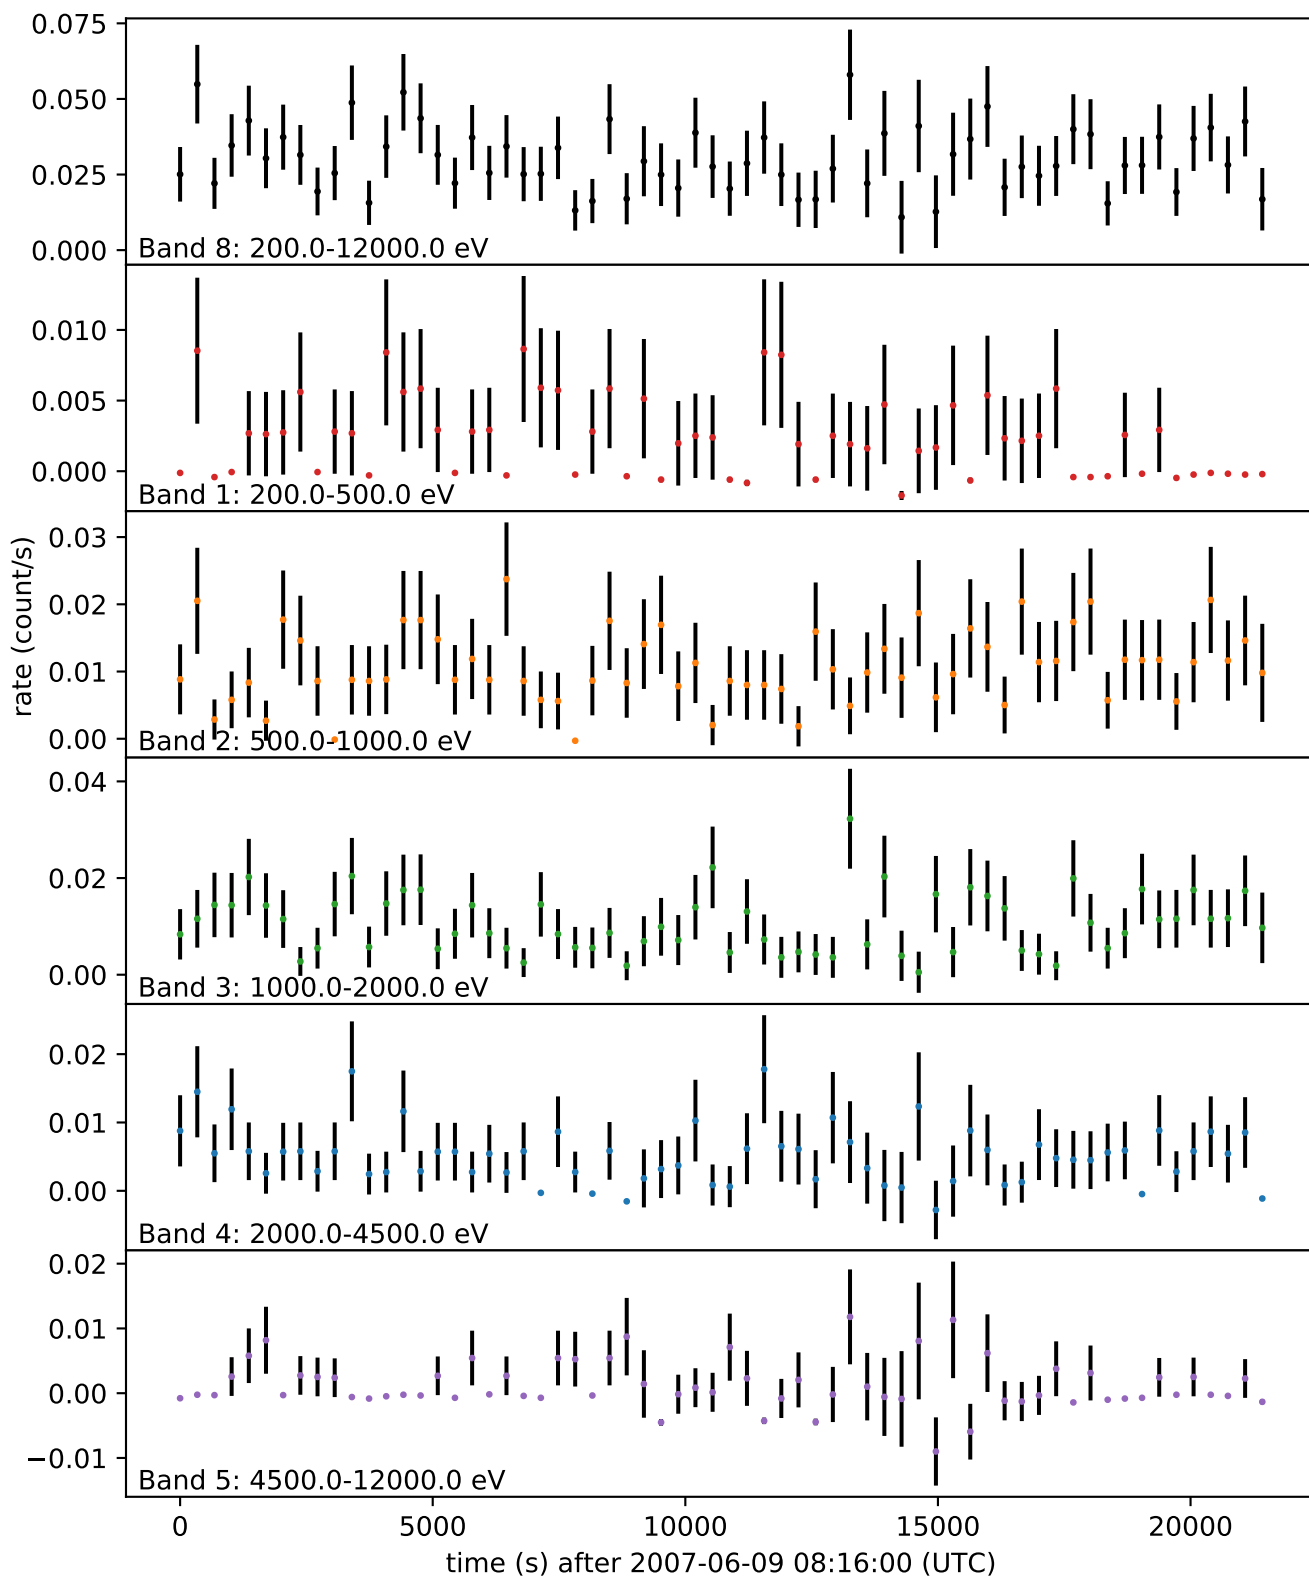 0.075
0.050
0.025
0.000
Band 8: 200.0-12000.0 eV
0.010
0.005
0.000
Band 1: 200.0-500.0 eV
rate (count/s)
0.03
0.02
0.01
0.00
Band 2: 500.0-1000.0 eV
0.04
0.02
0.00
Band 3: 1000.0-2000.0 eV
0.02
0.01
0.00
Band 4: 2000.0-4500.0 eV
0.02
0.01
0.00
−0.01
Band 5: 4500.0-12000.0 eV
0 5000 10000 15000 20000
time (s) after 2007-06-09 08:16:00 (UTC)